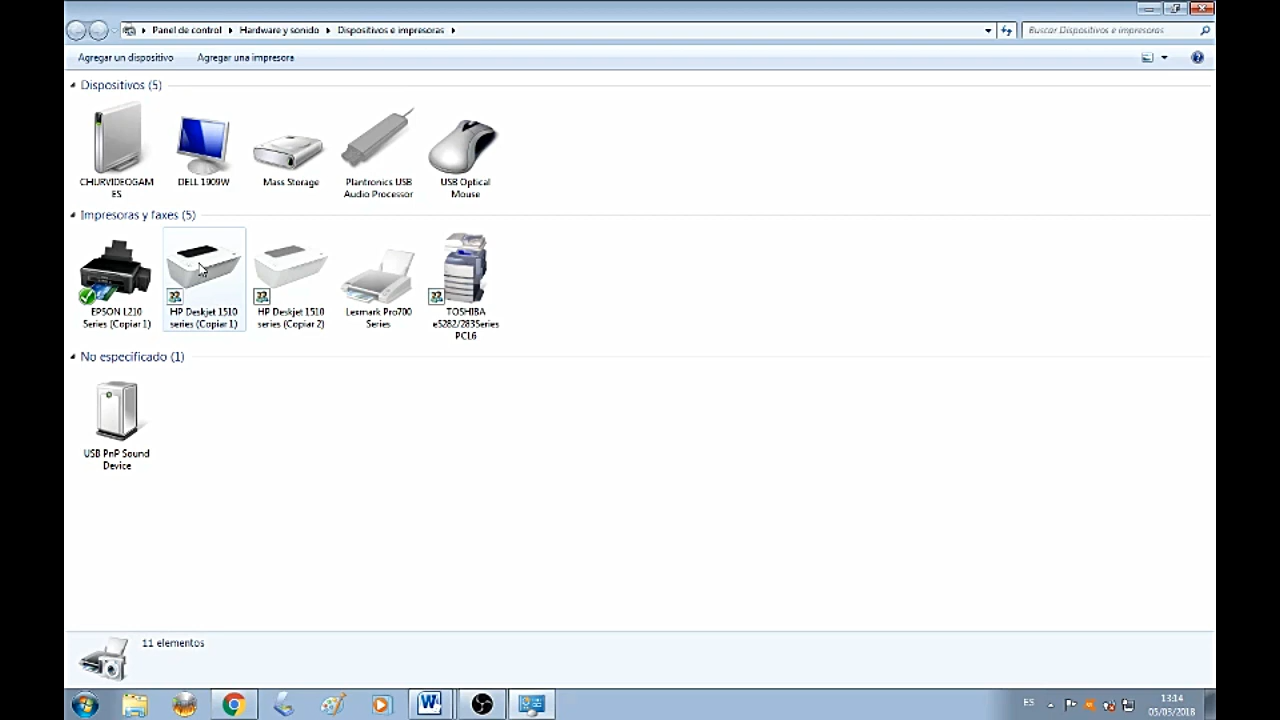 Panel de control Hardware y sonido Dispositivos e impresoras
Buscar Dispositivos e impresoras
Agregar un dispositivo Agregar una impresora
Dispositivos (5)
CHURVIDEOGAM
ES
DELL 1909W
Mass Storage
Plantronics USB
Audio Processor
USB Optical
Mouse
Impresoras y faxes (5)
EPSON L210
Series (Copiar 1)
HP Deskjet 1510
series (Copiar 1)
HP Deskjet 1510
series (Copiar 2)
Lexmark Pro700
Series
TOSHIBA
eS282/283Series
PCL6
No especificado (1)
USB PnP Sound
Device
11 elementos
ES
13:14
05/03/2018